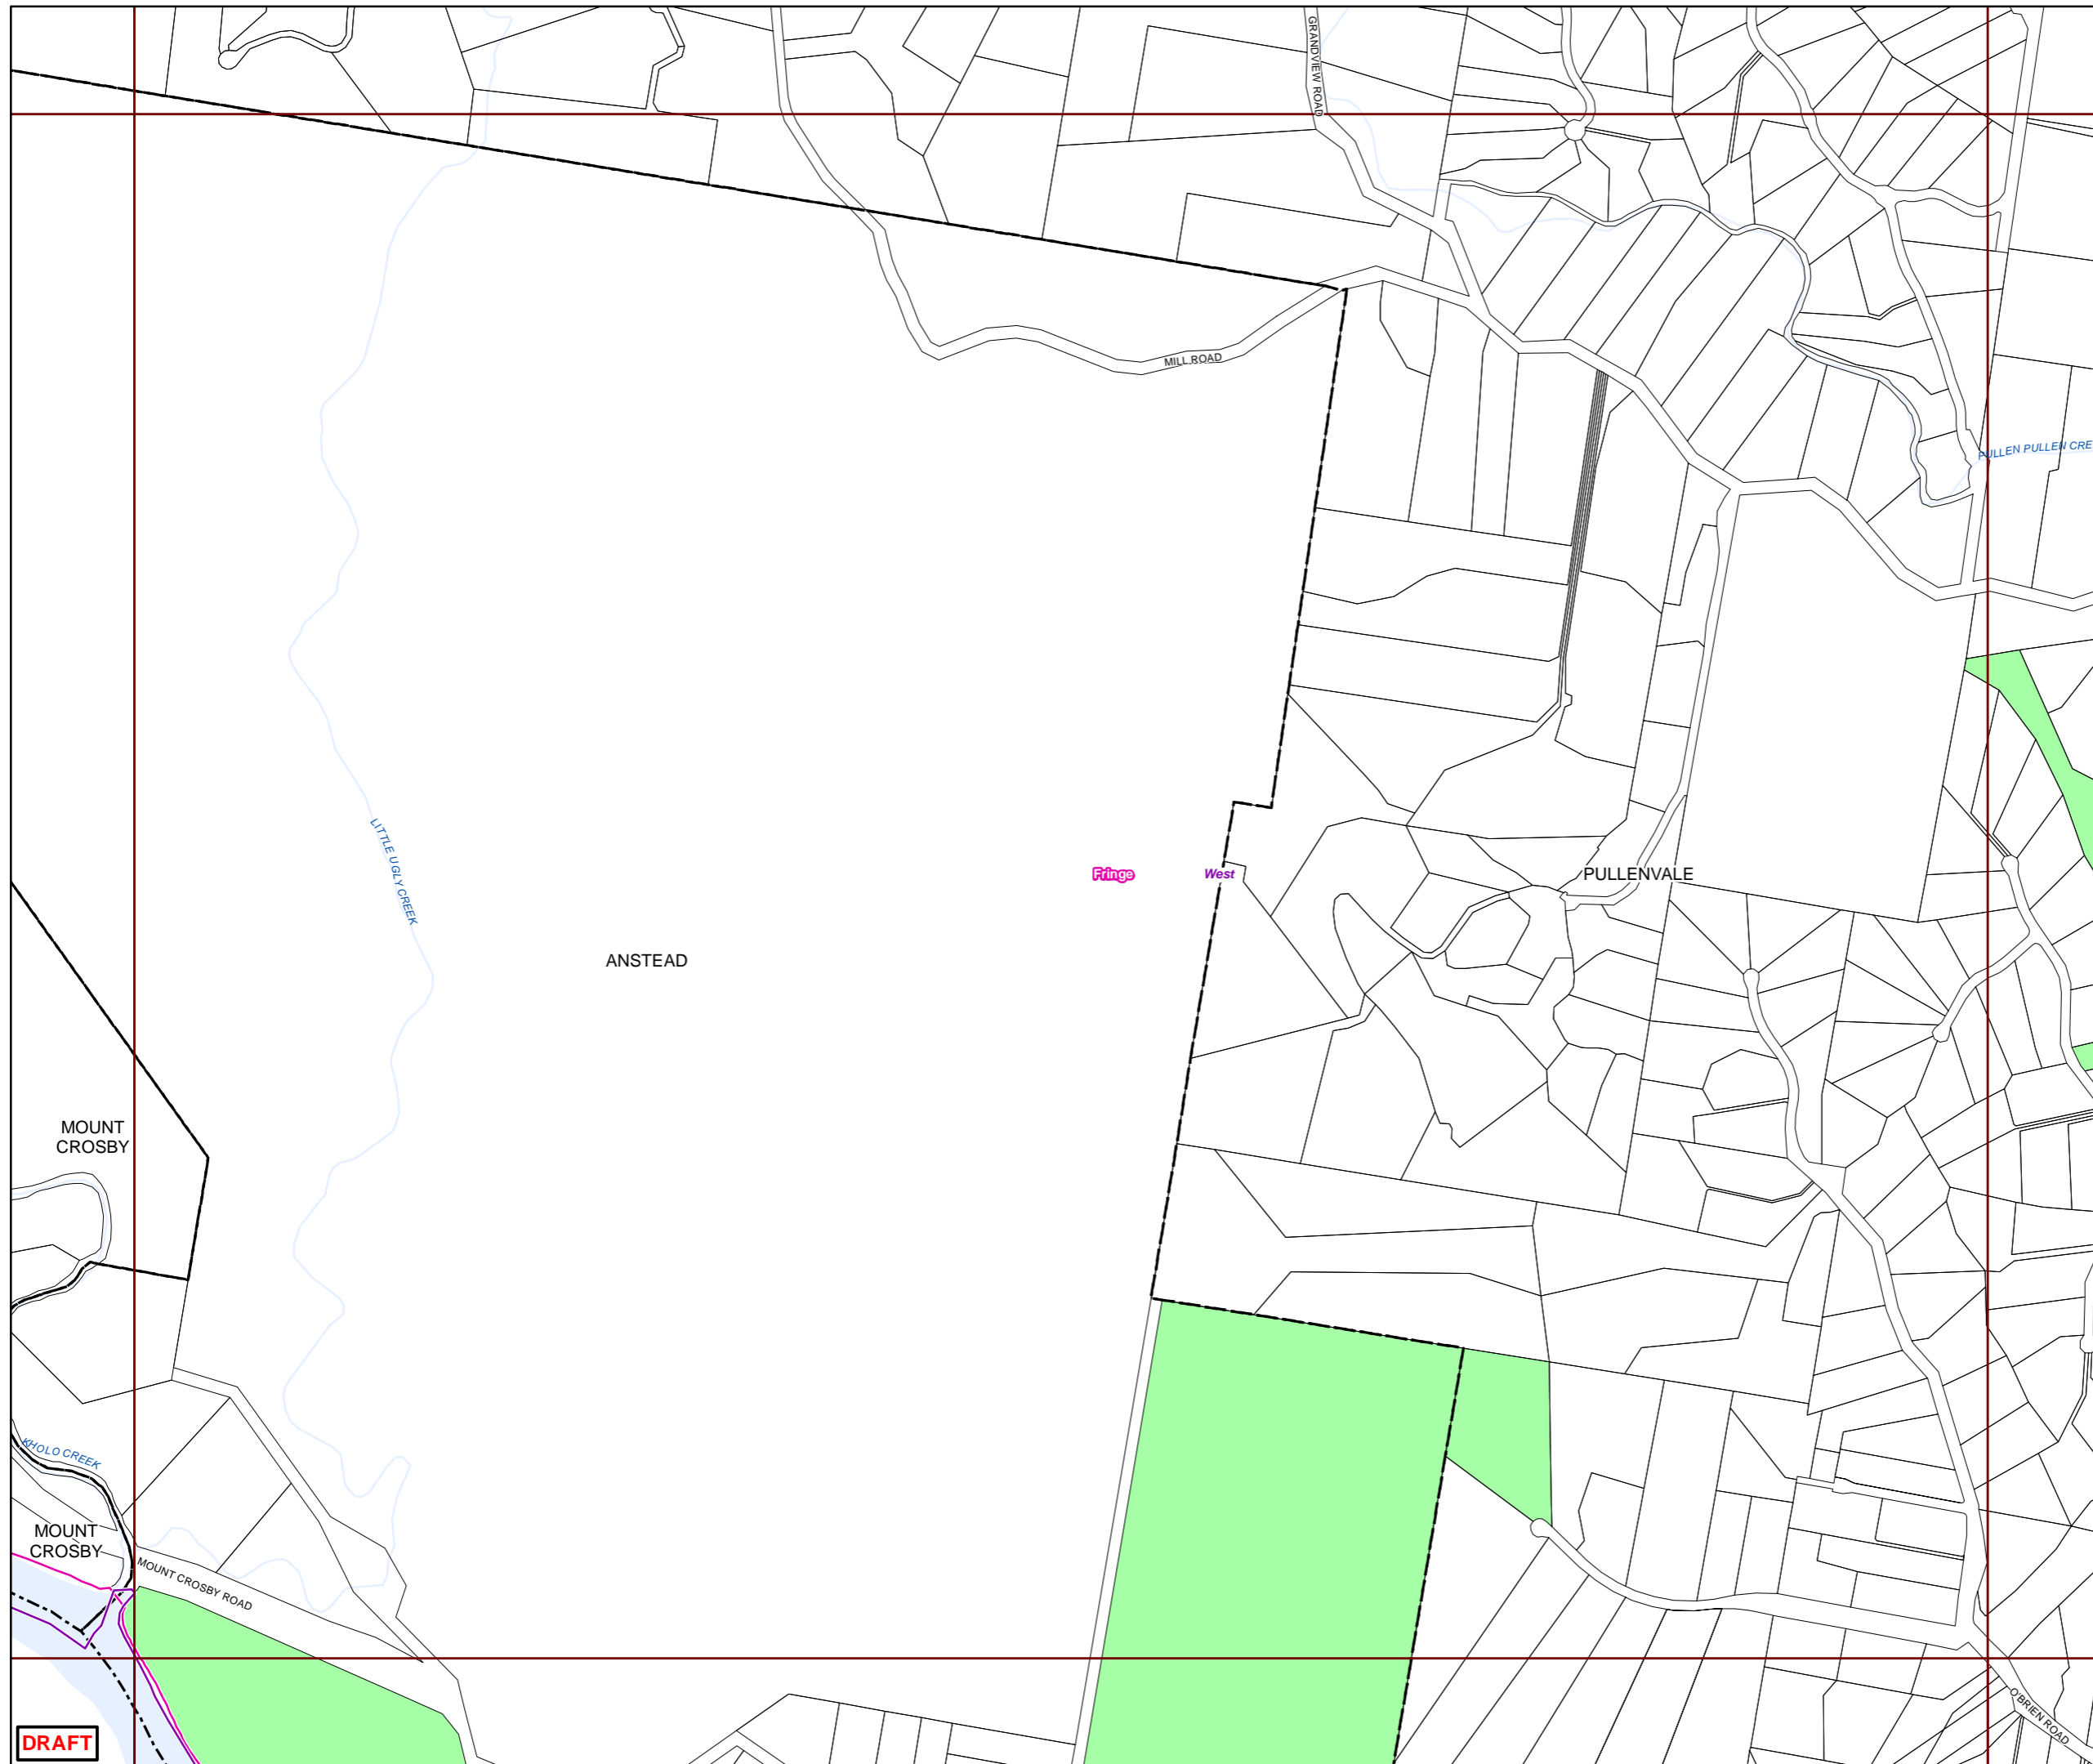 GRANDVIEW ROAD
MILL ROAD
PULLEN PULLEN CRE
LITTLE UGLY CREEK
Fringe
West
PULLENVALE
ANSTEAD
MOUNT
CROSBY
KHOLO CREEK
MOUNT
CROSBY
MOUNT CROSBY ROAD
O'BRIEN ROAD
DRAFT